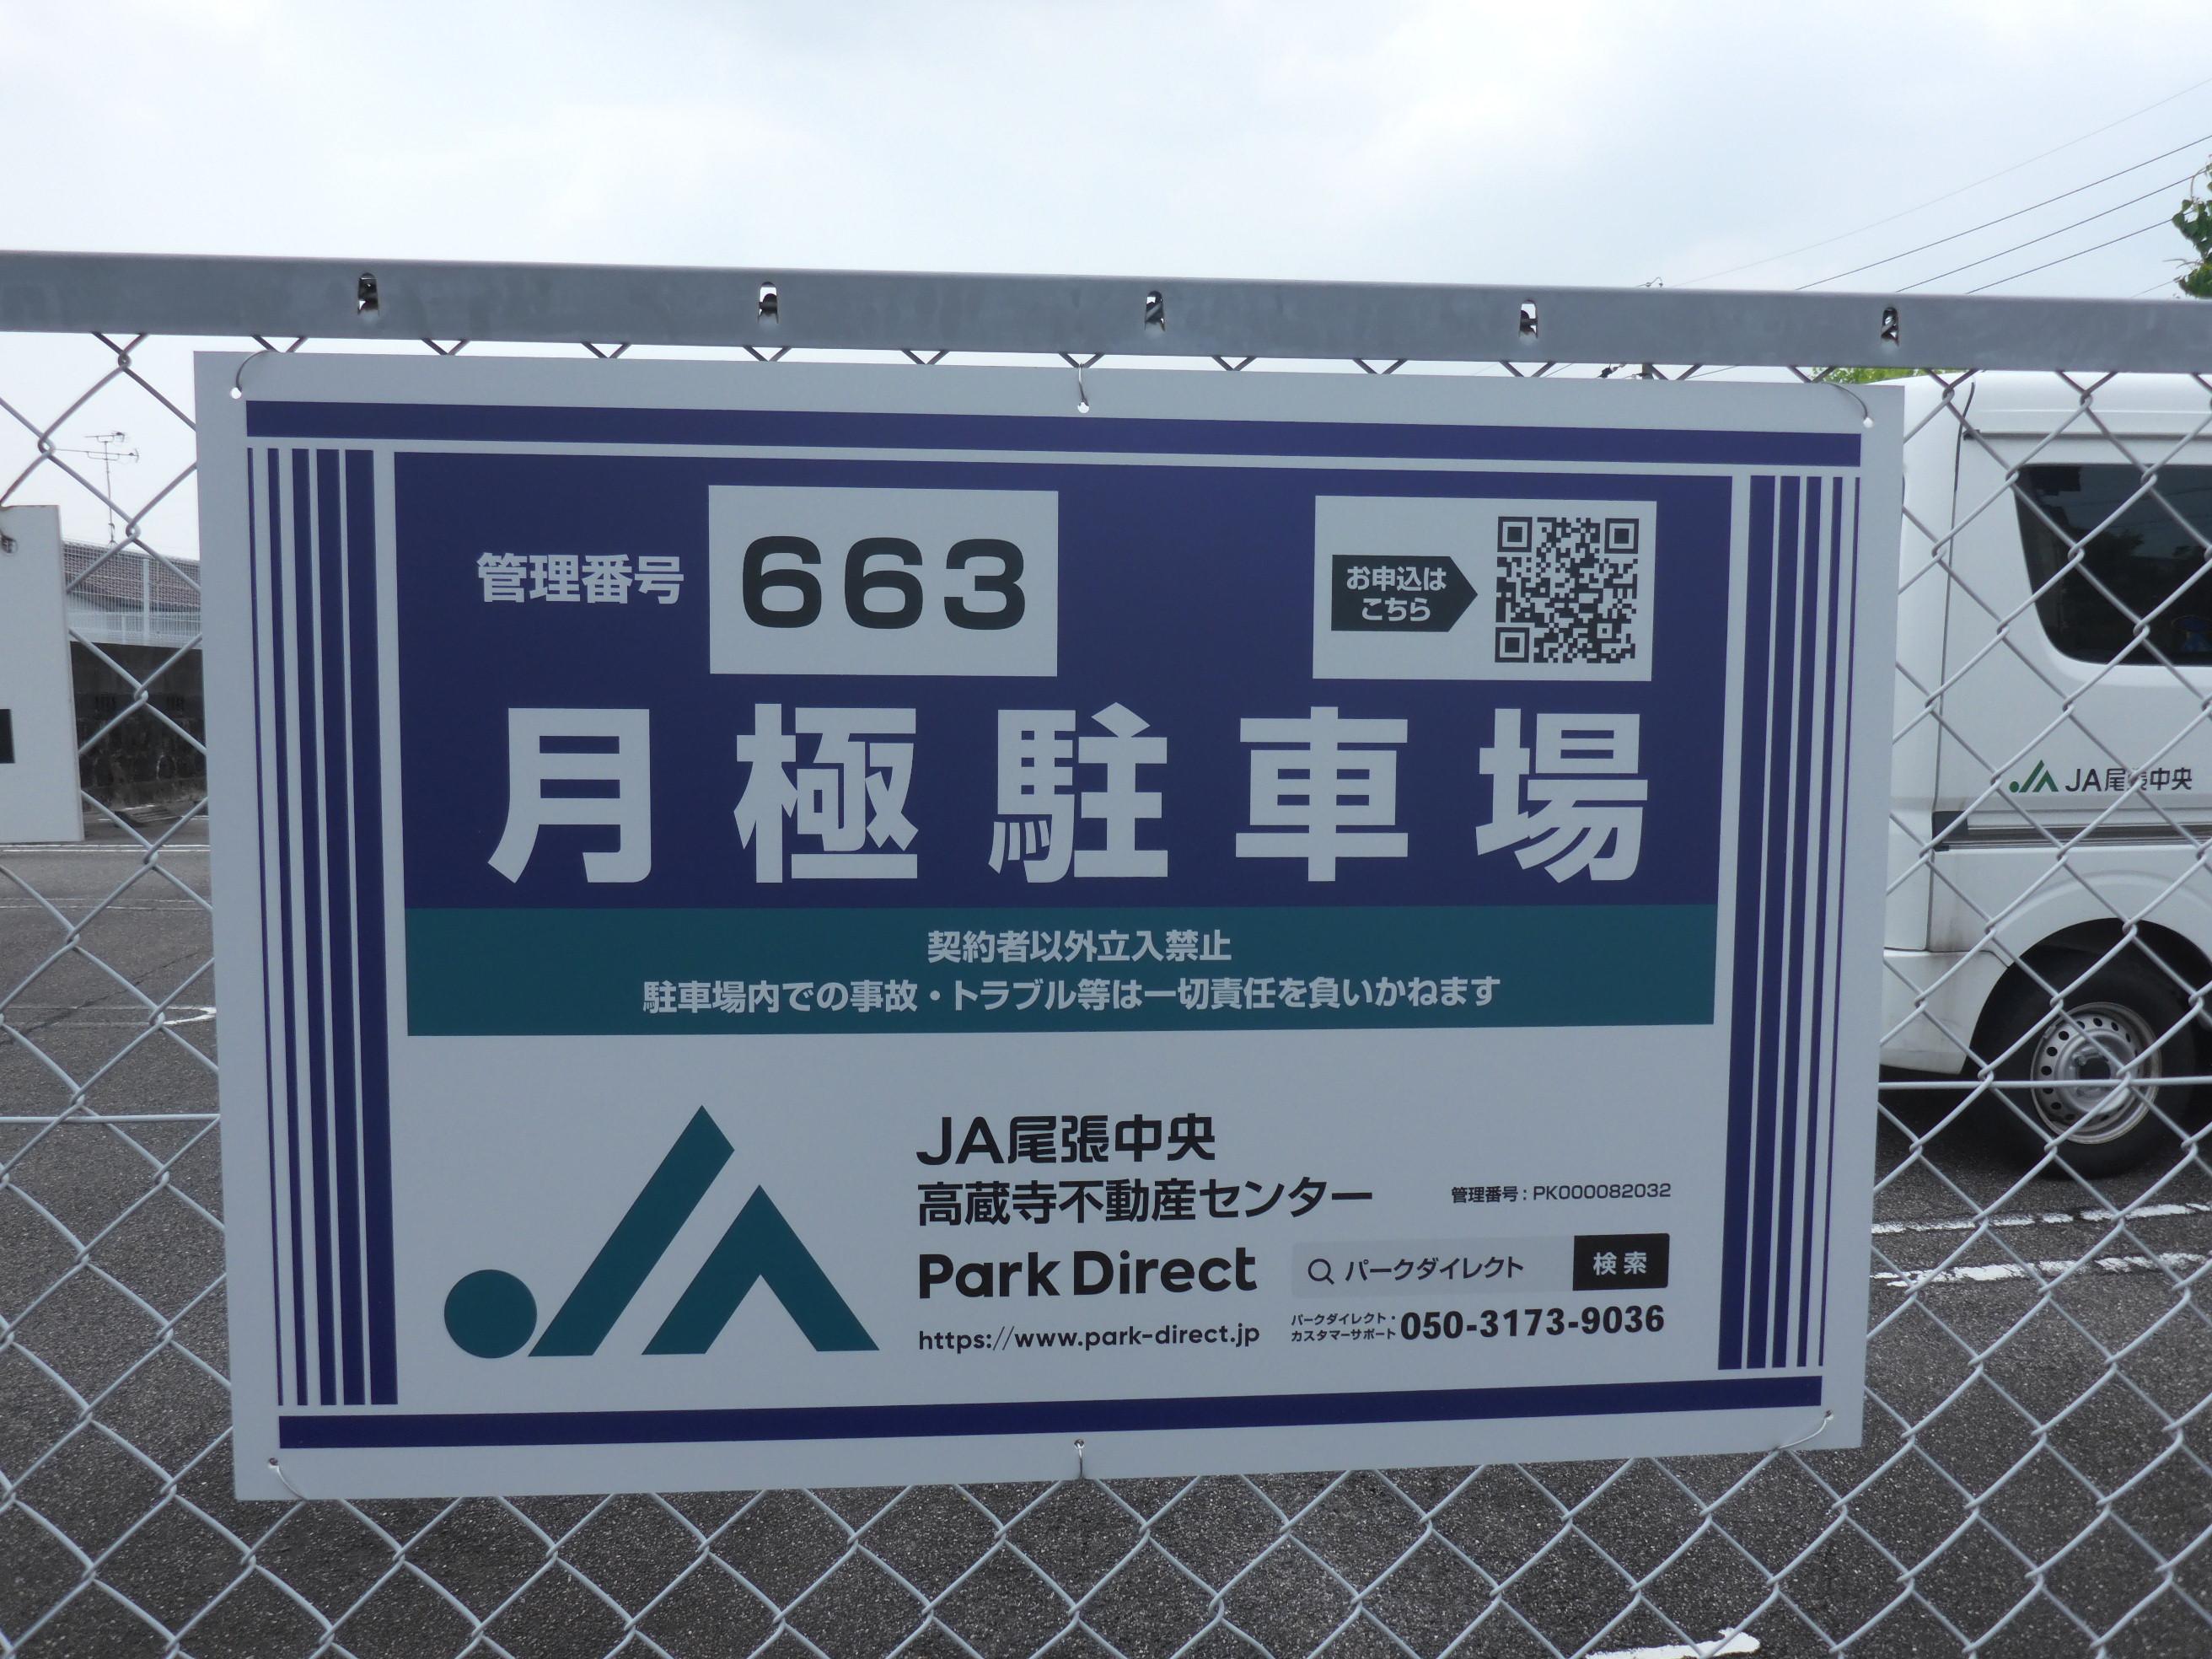 管理番号 663
お申込は
こちら
月極駐車場
契約者以外立入禁止
駐車場内での事故・トラブル等は一切責任を負いかねます
JA尾張中央
高蔵寺不動産センター
管理番号：PK000082032
Park Direct
パークダイレクト 検索
https://www.park-direct.jp
パークダイレクト・
カスタマーサポート 050-3173-9036
JA尾張中央